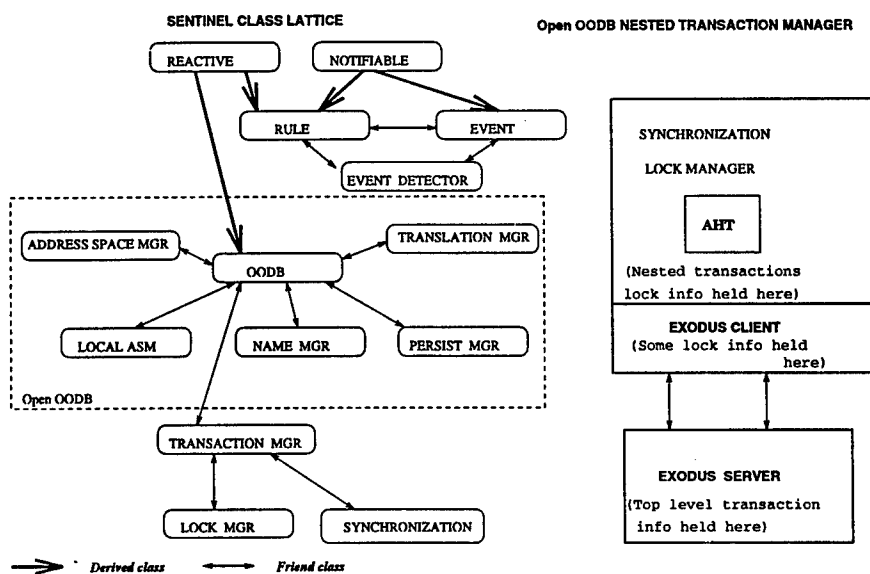 SENTINEL CLASS LATTICE
REACTIVE
NOTIFIABLE
RULE
EVENT
EVENT DETECTOR
ADDRESS SPACE MGR
TRANSLATION MGR
OODB
LOCAL ASM
NAME MGR
PERSIST MGR
Open OODB
TRANSACTION MGR
LOCK MGR
SYNCHRONIZATION
Derived class
Friend class
Open OODB NESTED TRANSACTION MANAGER
SYNCHRONIZATION
LOCK MANAGER
AHT
(Nested transactions
lock info held here)
EXODUS CLIENT
(Some lock info held
here)
EXODUS SERVER
(Top level transaction
info held here)